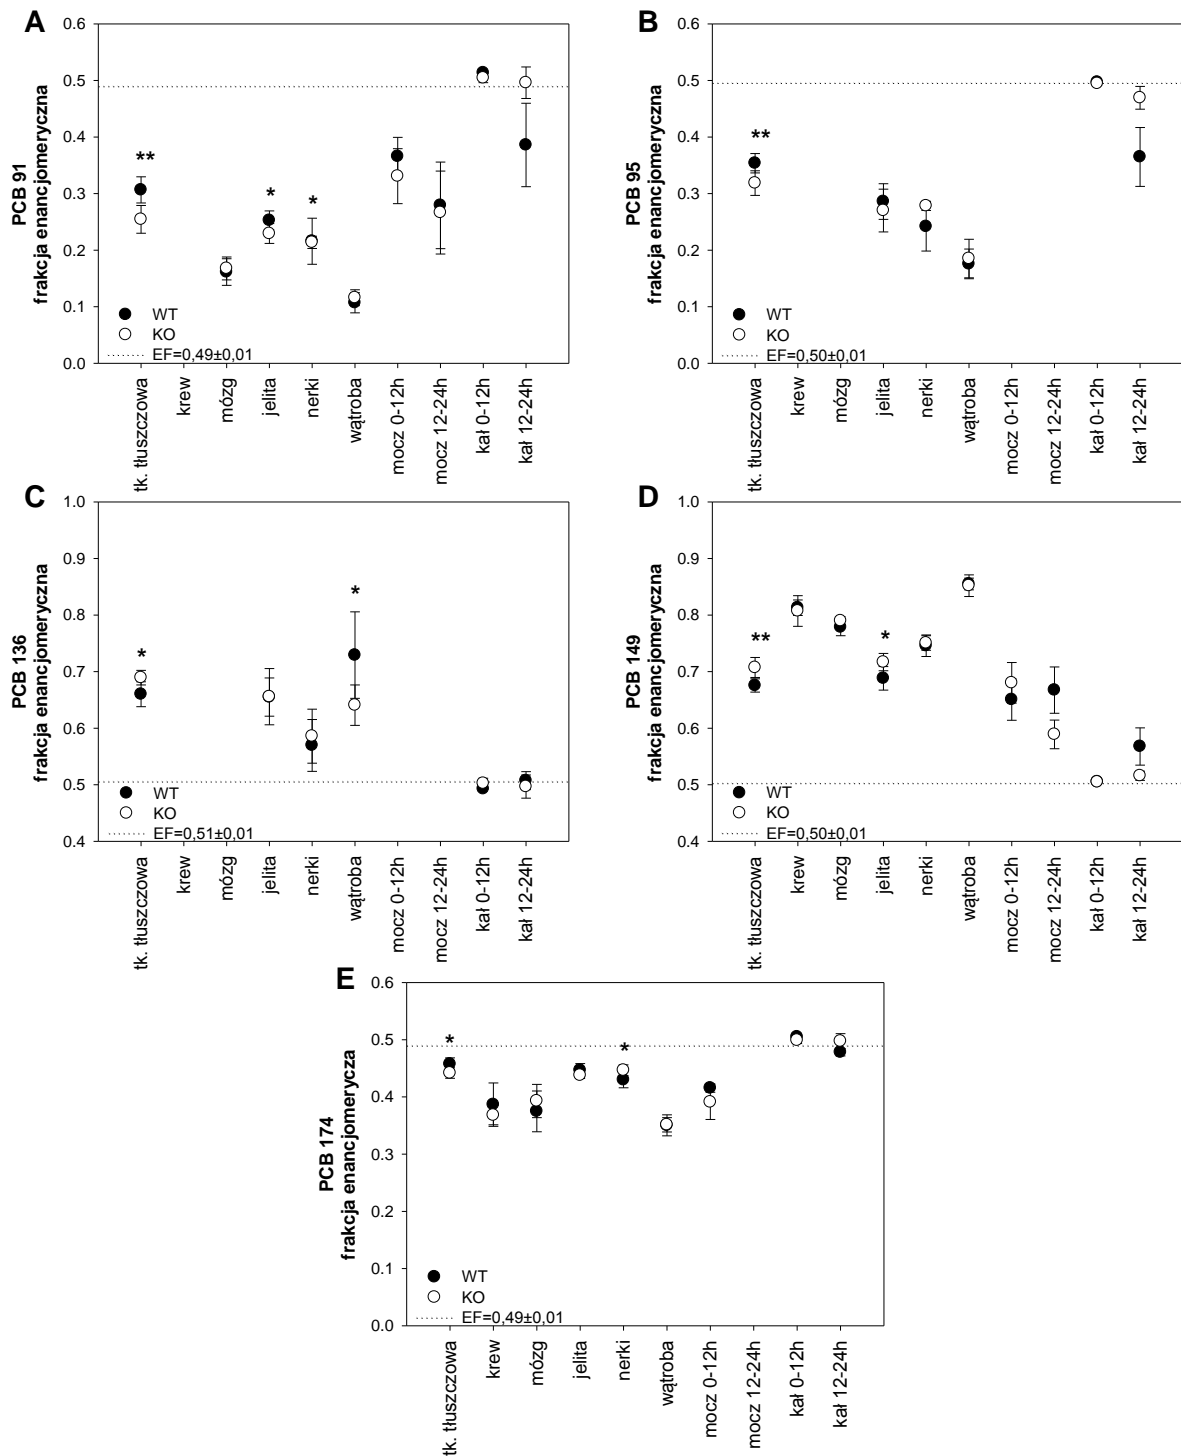 A
PCB 91
frakcja enancjomeryczna
0.6
0.5
0.4
0.3
0.2
0.1
0.0
**
*
*
WT
KO
EF=0,49±0,01
tk. tłuszczowa
krew
mózg
jelita
nerki
wątroba
mocz 0-12h
mocz 12-24h
kał 0-12h
kał 12-24h
B
PCB 95
frakcja enancjomeryczna
0.6
0.5
0.4
0.3
0.2
0.1
0.0
**
WT
KO
EF=0,50±0,01
tk. tłuszczowa
krew
mózg
jelita
nerki
wątroba
mocz 0-12h
mocz 12-24h
kał 0-12h
kał 12-24h
C
PCB 136
frakcja enancjomeryczna
1.0
0.9
0.8
0.7
0.6
0.5
0.4
*
*
WT
KO
EF=0,51±0,01
tk. tłuszczowa
krew
mózg
jelita
nerki
wątroba
mocz 0-12h
mocz 12-24h
kał 0-12h
kał 12-24h
D
PCB 149
frakcja enancjomeryczna
1.0
0.9
0.8
0.7
0.6
0.5
0.4
**
*
WT
KO
EF=0,50±0,01
tk. tłuszczowa
krew
mózg
jelita
nerki
wątroba
mocz 0-12h
mocz 12-24h
kał 0-12h
kał 12-24h
E
PCB 174
frakcja enancjomerycza
0.6
0.5
0.4
0.3
0.2
0.1
0.0
*
*
WT
KO
EF=0,49±0,01
tk. tłuszczowa
krew
mózg
jelita
nerki
wątroba
mocz 0-12h
mocz 12-24h
kał 0-12h
kał 12-24h